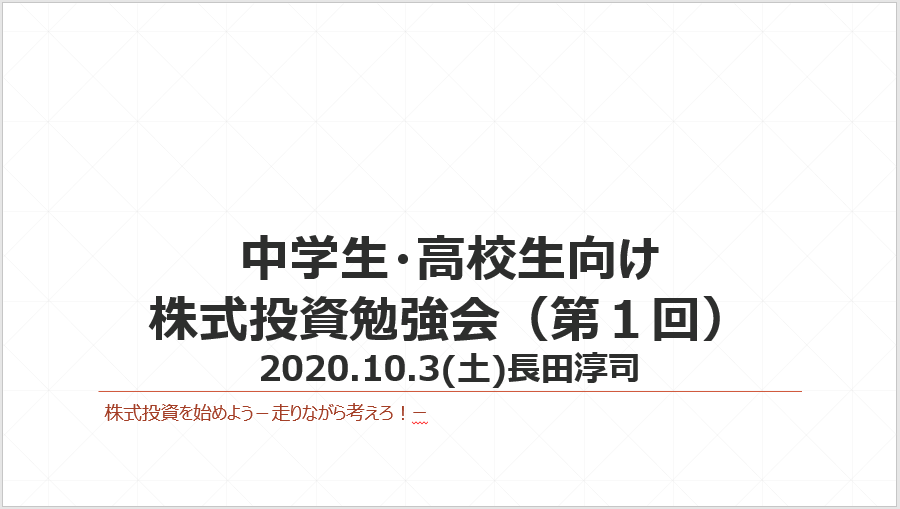 中学生･高校生向け
株式投資勉強会（第１回）
2020.10.3(土)長田淳司
株式投資を始めよう－走りながら考えろ！－